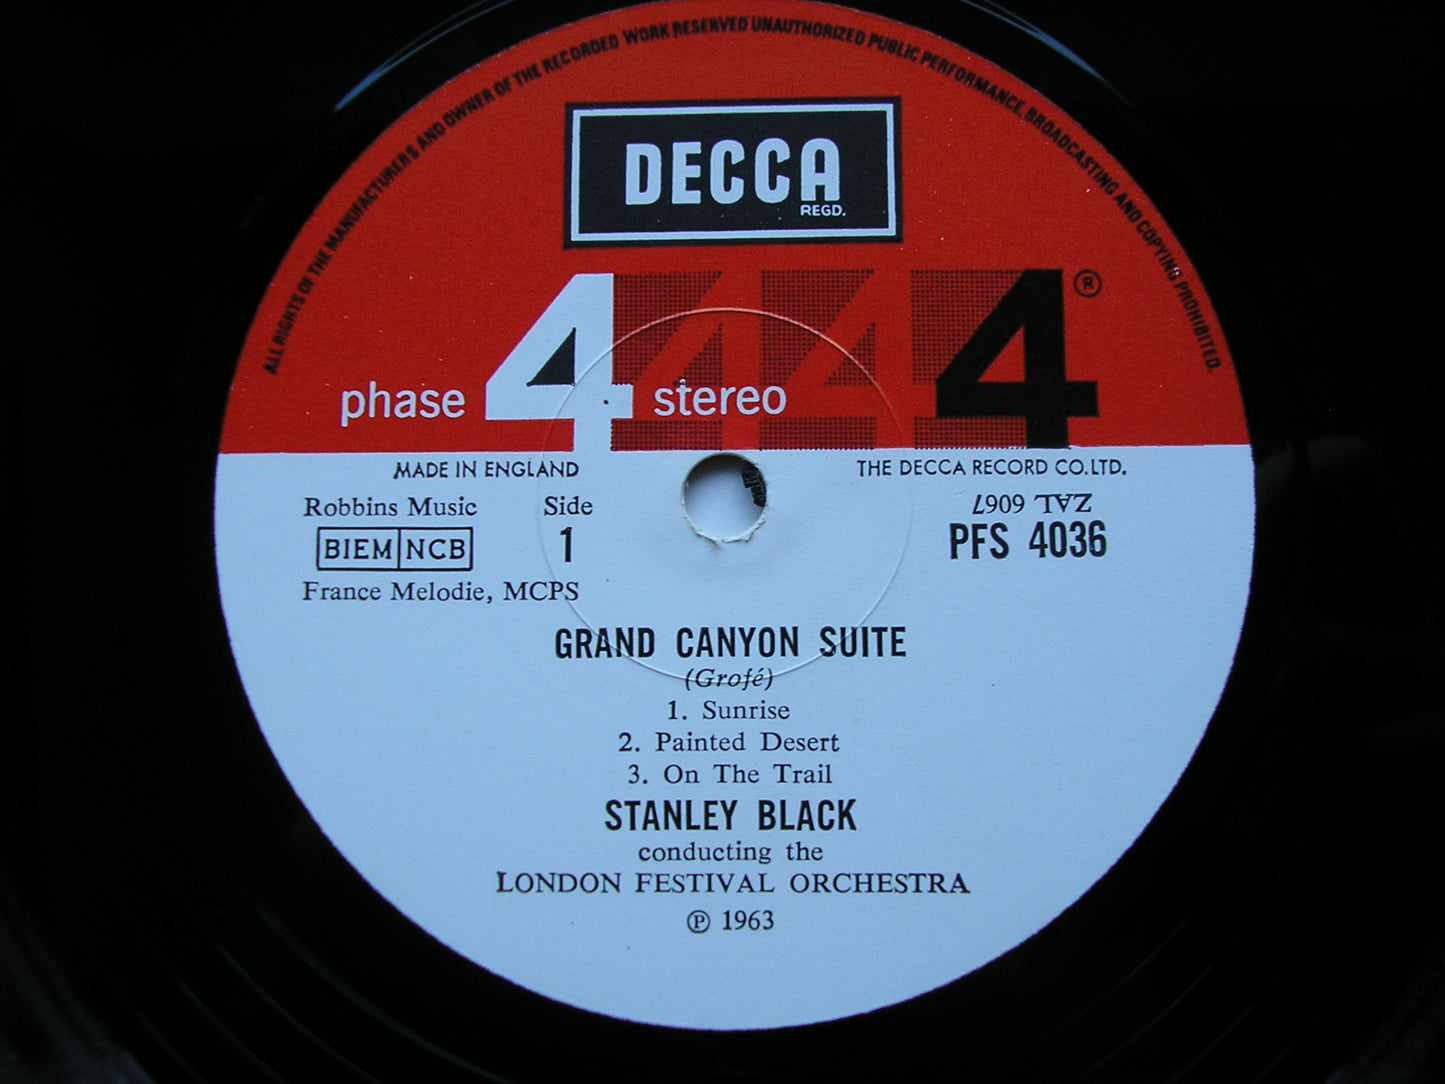 ALL RIGHTS OF THE MANUFACTURERS AND OWNER OF THE RECORDED WORK RESERVED UNAUTHORIZED PUBLIC PERFORMANCE, BROADCASTING AND COPYING PROHIBITED.
DECCA
REGD.
phase 4 stereo 4 4 4 ®
MADE IN ENGLAND
THE DECCA RECORD CO.LTD.
Robbins Music
Side
ZAL 6067
BIEM NCB
1
PFS 4036
France Melodie, MCPS
GRAND CANYON SUITE
(Grofé)
1. Sunrise
2. Painted Desert
3. On The Trail
STANLEY BLACK
conducting the
LONDON FESTIVAL ORCHESTRA
℗ 1963